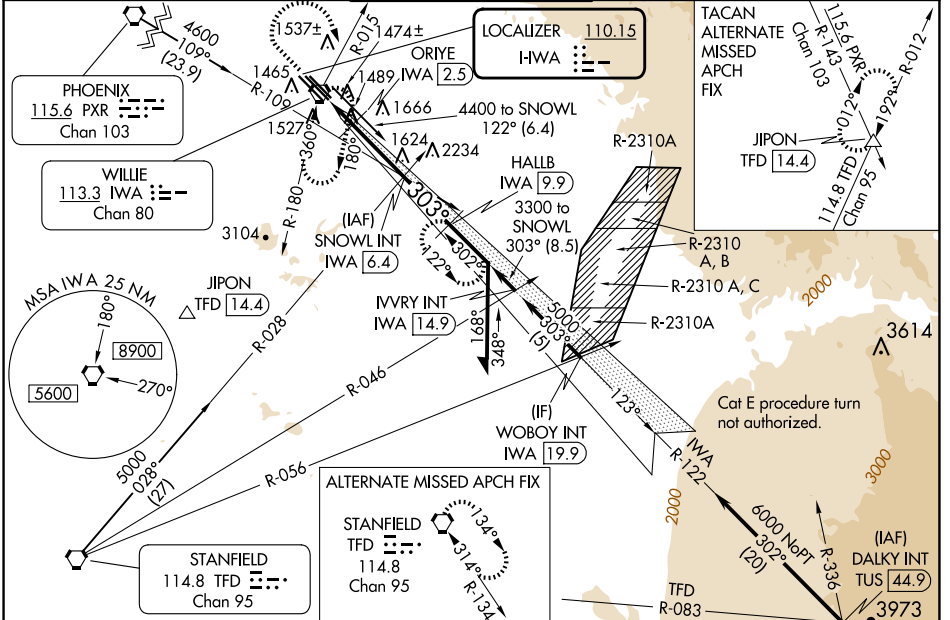 4600
109°
(23.9)
R-109
PHOENIX
115.6 PXR
Chan 103
WILLIE
113.3 IWA
Chan 80
1537±
R-015
1474±
1465
1489
1527
ORIYE
IWA 2.5
1666
LOCALIZER 110.15
I-IWA
4400 to SNOWL
122° (6.4)
360°
180°
R-180
1624
2234
303°
HALLB
IWA 9.9
3300 to
SNOWL
303° (8.5)
(IAF)
SNOWL INT
IWA 6.4
302°
122°
3104
JIPON
TFD 14.4
R-028
IVVRY INT
IWA 14.9
168°
348°
5000
303°
(5)
R-2310A
R-2310
A, B
R-2310 A, C
R-2310A
TACAN
ALTERNATE
MISSED
APCH
FIX
115.6 PXR
R-143
Chan 103
R-012
012°
192°
JIPON
TFD 14.4
114.8 TFD
Chan 95
2000
3614
MSA IWA 25 NM
180°
8900
5600
270°
R-046
R-056
(IF)
WOBOY INT
IWA 19.9
123°
IWA
R-122
Cat E procedure turn
not authorized.
3000
2000
5000
028°
(27)
STANFIELD
114.8 TFD
Chan 95
ALTERNATE MISSED APCH FIX
STANFIELD
TFD
114.8
Chan 95
134°
314°
R-134
6000 NoPT
302°
(20)
R-336
(IAF)
DALKY INT
TUS 44.9
TFD
R-083
3973